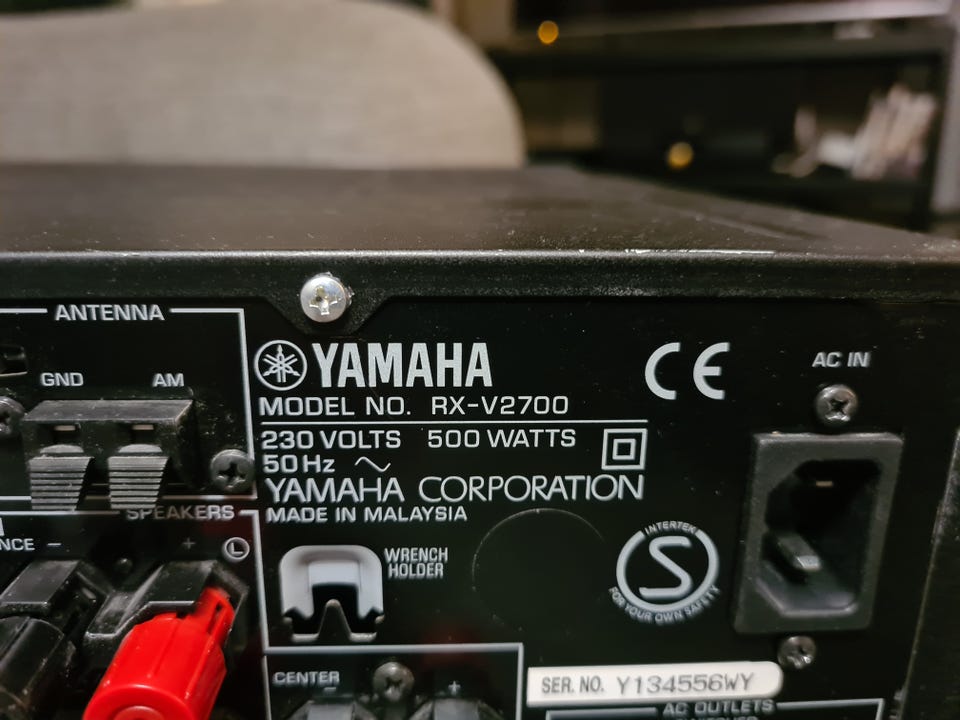 ANTENNA
GND AM
YAMAHA
MODEL NO. RX-V2700
230 VOLTS 500 WATTS
50Hz ~
YAMAHA CORPORATION
MADE IN MALAYSIA
CE
AC IN
SPEAKERS
NCE − +
L
WRENCH
HOLDER
INTERTEK
S
FOR YOUR OWN SAFETY
CENTER
− +
SER. NO. Y134556WY
AC OUTLETS